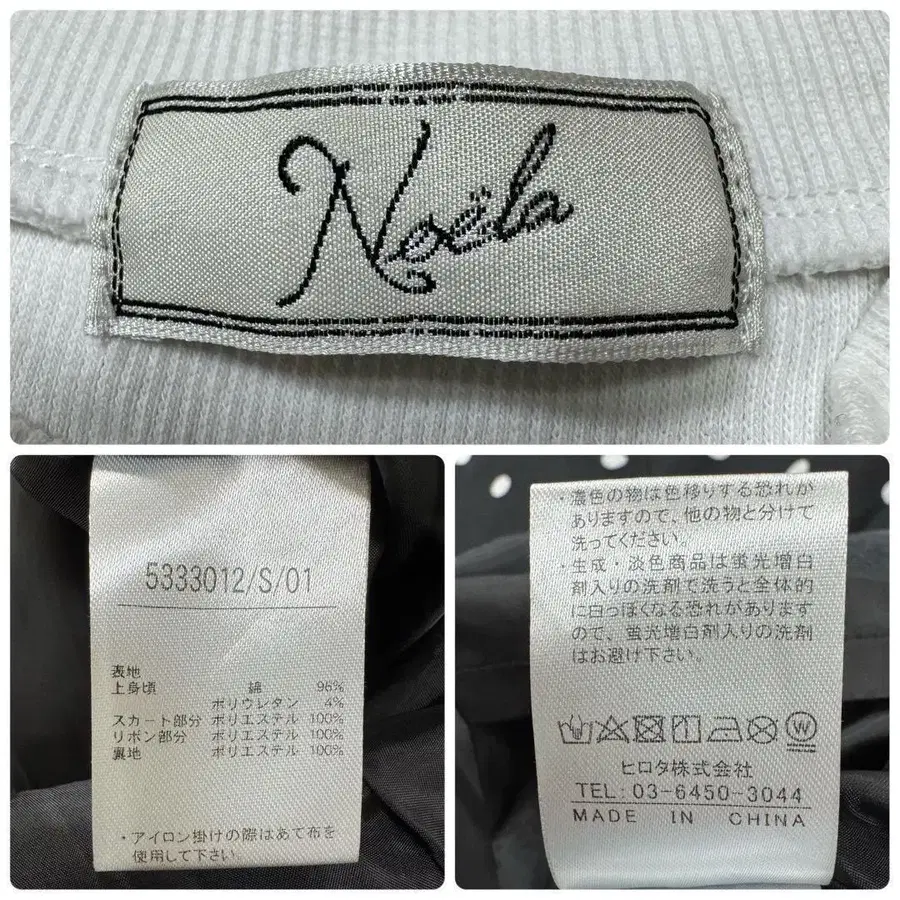 Noëla
5333012/S/01
表地
上身頃 綿 96%
ポリウレタン 4%
スカート部分 ポリエステル 100%
リボン部分 ポリエステル 100%
裏地 ポリエステル 100%
・アイロン掛けの際はあて布を
使用して下さい。
・濃色の物は色移りする恐れが
ありますので、他の物と分けて
洗ってください。
・生成・淡色商品は蛍光増白
剤入りの洗剤で洗うと全体的
に白っぽくなる恐れがあります
ので、蛍光増白剤入りの洗剤
はお避け下さい。
W
ヒロタ株式会社
TEL:03-6450-3044
MADE IN CHINA